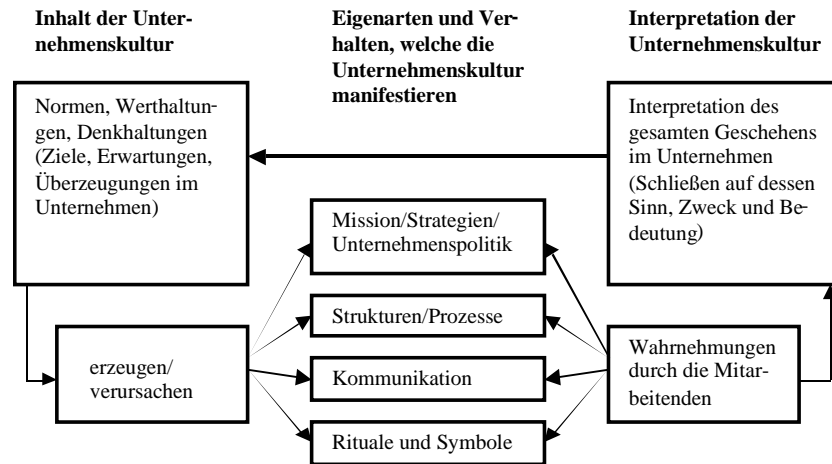 Inhalt der Unter-
nehmenskultur
Eigenarten und Ver-
halten, welche die
Unternehmenskultur
manifestieren
Interpretation der
Unternehmenskultur
Normen, Werthaltun-
gen, Denkhaltungen
(Ziele, Erwartungen,
Überzeugungen im
Unternehmen)
Interpretation des
gesamten Geschehens
im Unternehmen
(Schließen auf dessen
Sinn, Zweck und Be-
deutung)
Mission/Strategien/
Unternehmenspolitik
Strukturen/Prozesse
Kommunikation
Rituale und Symbole
erzeugen/
verursachen
Wahrnehmungen
durch die Mitar-
beitenden